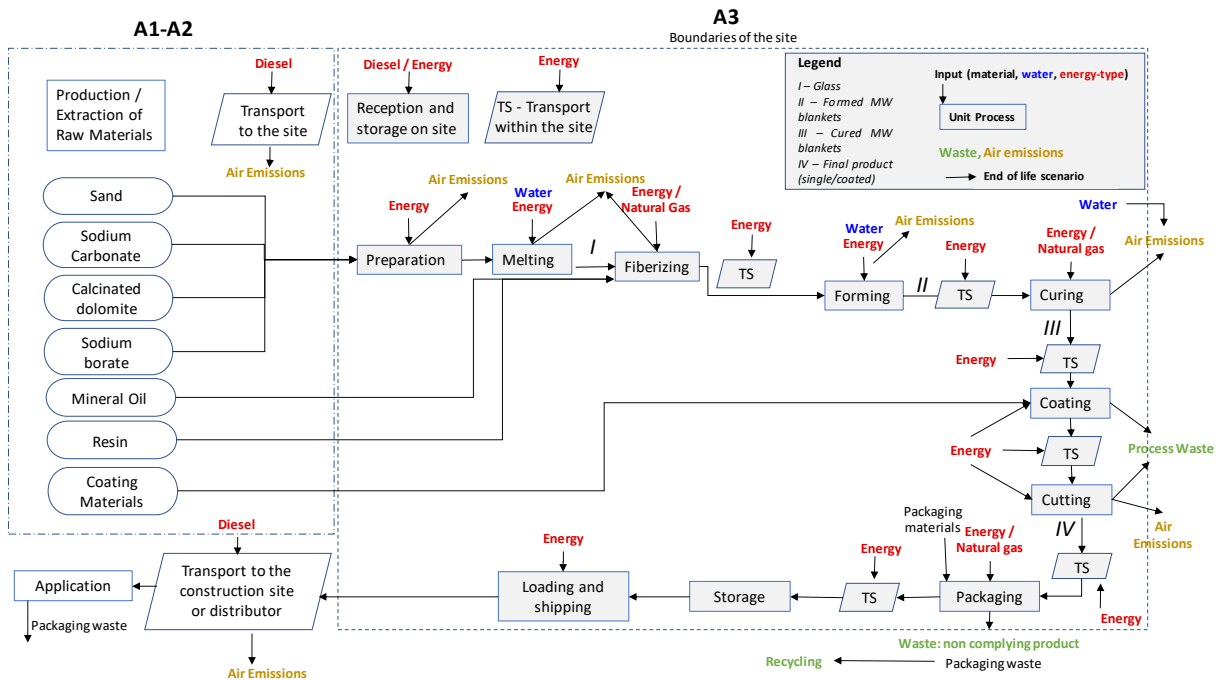 A1-A2
A3
Boundaries of the site
Diesel
Production /
Extraction of
Raw Materials
Transport
to the site
Air Emissions
Diesel / Energy
Reception and
storage on site
Energy
TS - Transport
within the site
Legend
I – Glass
II – Formed MW
blankets
III – Cured MW
blankets
IV – Final product
(single/coated)
Input (material, water, energy-type)
Unit Process
Waste, Air emissions
End of life scenario
Sand
Sodium
Carbonate
Calcinated
dolomite
Sodium
borate
Mineral Oil
Resin
Coating
Materials
Air Emissions
Energy
Preparation
Water
Energy
Melting
Air Emissions
I
Energy /
Natural Gas
Fiberizing
Energy
TS
Water
Energy
Air Emissions
Forming
II
Energy
TS
Energy /
Natural gas
Curing
Water
Air Emissions
III
Energy
TS
Coating
Energy
TS
Process Waste
Cutting
Air
Emissions
IV
TS
Energy
Packaging
materials
Energy /
Natural gas
Packaging
Energy
TS
Storage
Energy
Loading and
shipping
Diesel
Transport to the
construction site
or distributor
Air Emissions
Application
Packaging waste
Waste: non complying product
Recycling
Packaging waste